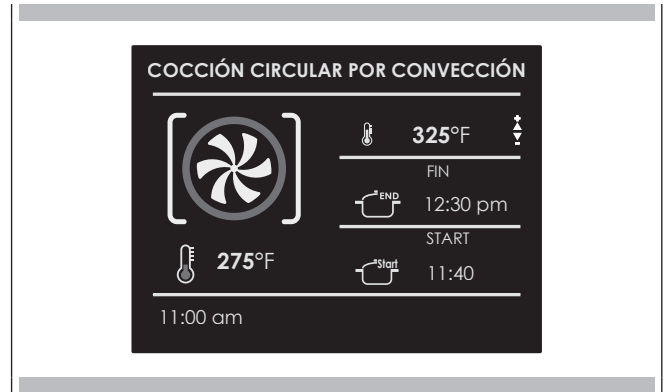 COCCIÓN CIRCULAR POR CONVECCIÓN
325°F
FIN
END
12:30 pm
START
275°F
Start
11:40
11:00 am